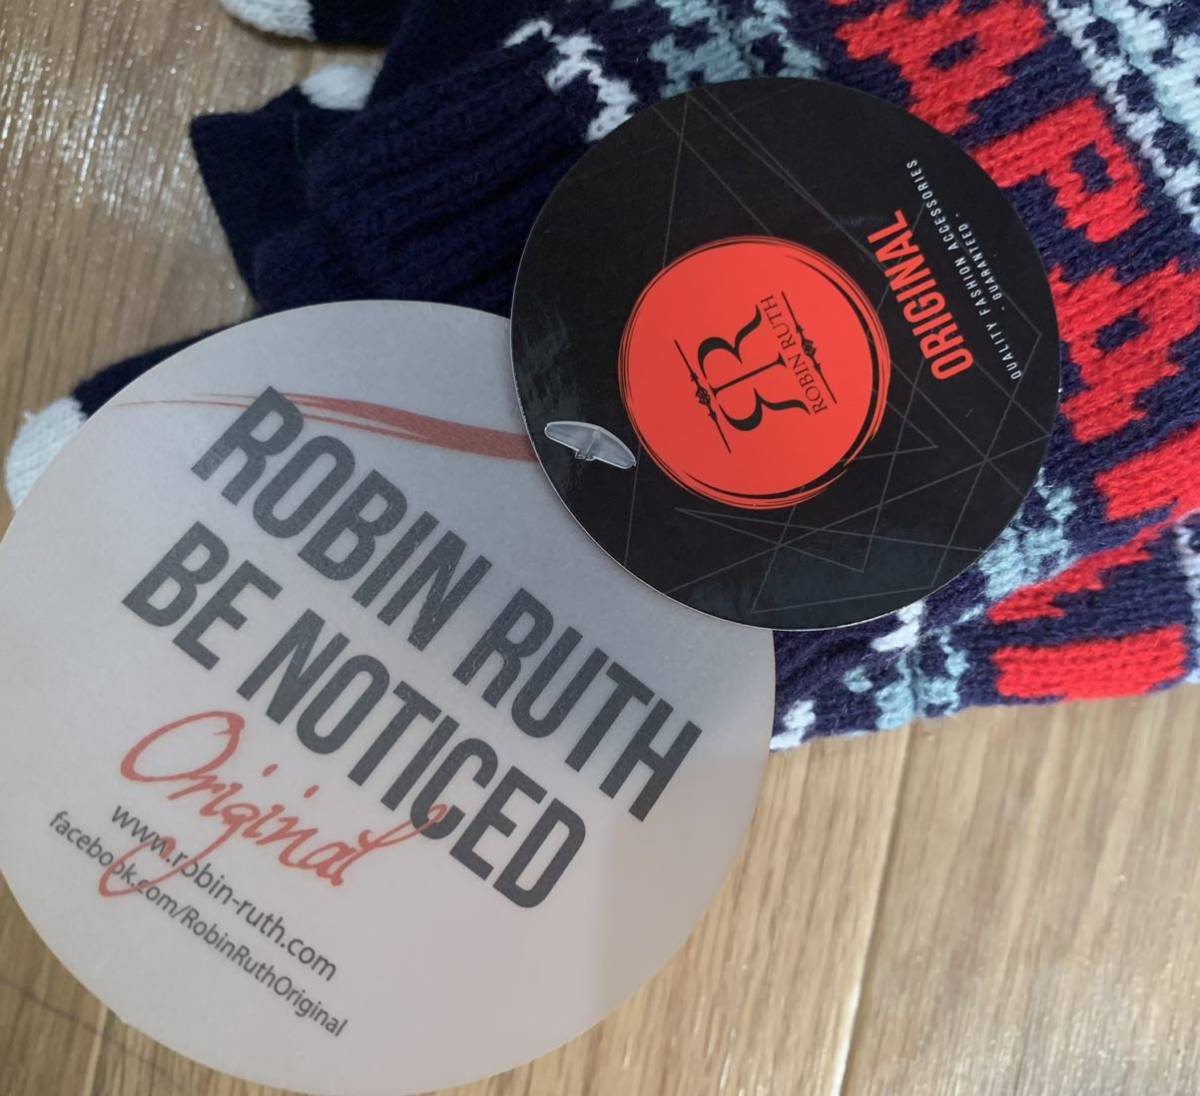 ROBIN RUTH
BE NOTICED
Original
www.robin-ruth.com
facebook.com/RobinRuthOriginal
RR
ROBIN RUTH
ORIGINAL
QUALITY FASHION ACCESSORIES
- GUARANTEED -